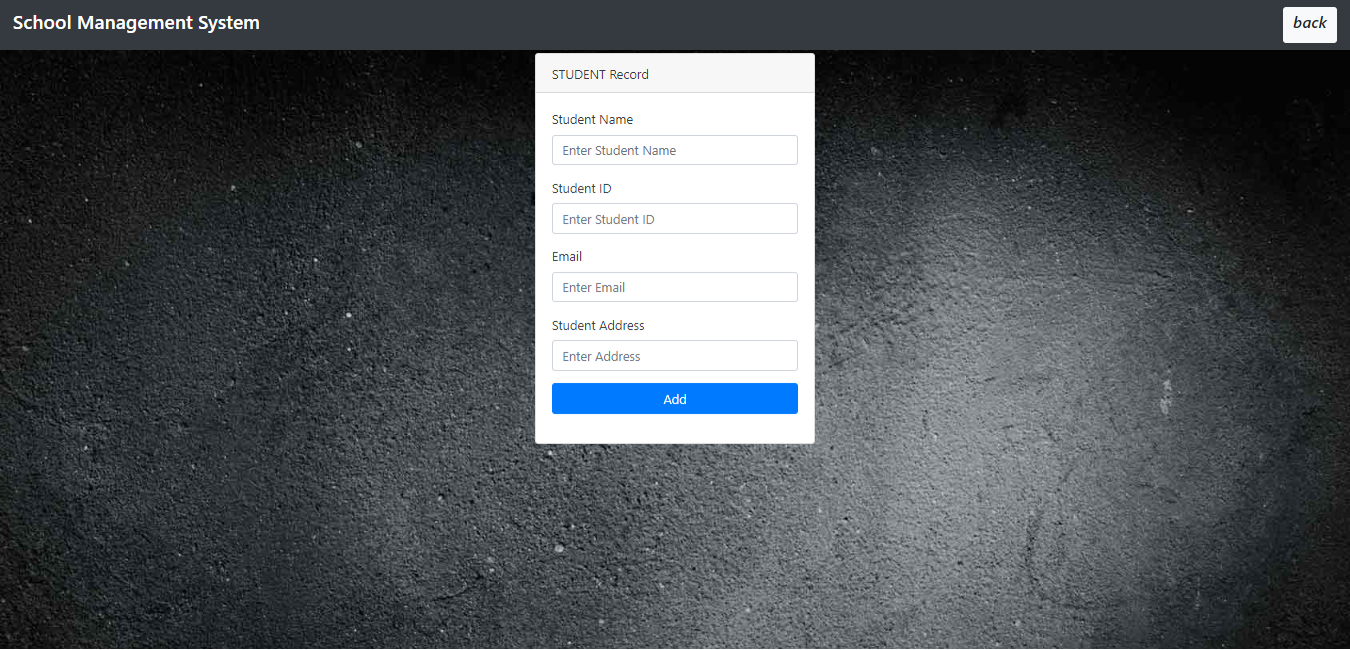 School Management System
back
STUDENT Record
Student Name
Enter Student Name
Student ID
Enter Student ID
Email
Enter Email
Student Address
Enter Address
Add